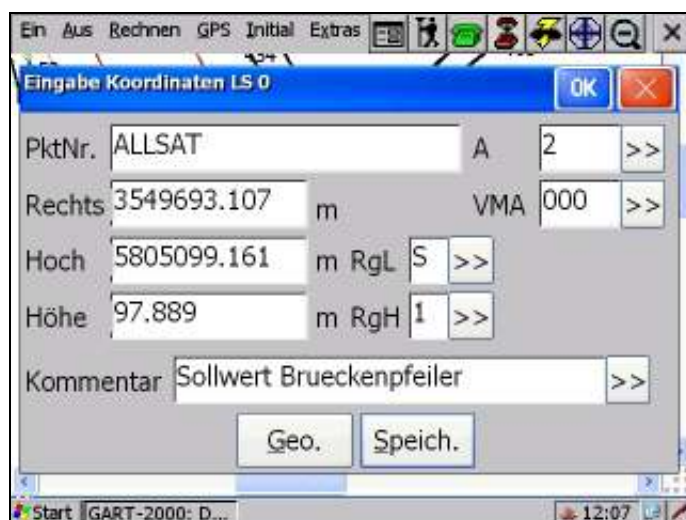 Ein Aus Rechnen GPS Initial Extras
Eingabe Koordinaten LS 0 OK
PktNr. ALLSAT A 2 >>
Rechts 3549693.107 m VMA 000 >>
Hoch 5805099.161 m RgL S >>
Höhe 97.889 m RgH 1 >>
Kommentar Sollwert Brueckenpfeiler >>
Geo. Speich.
Start GART-2000: D... 12:07